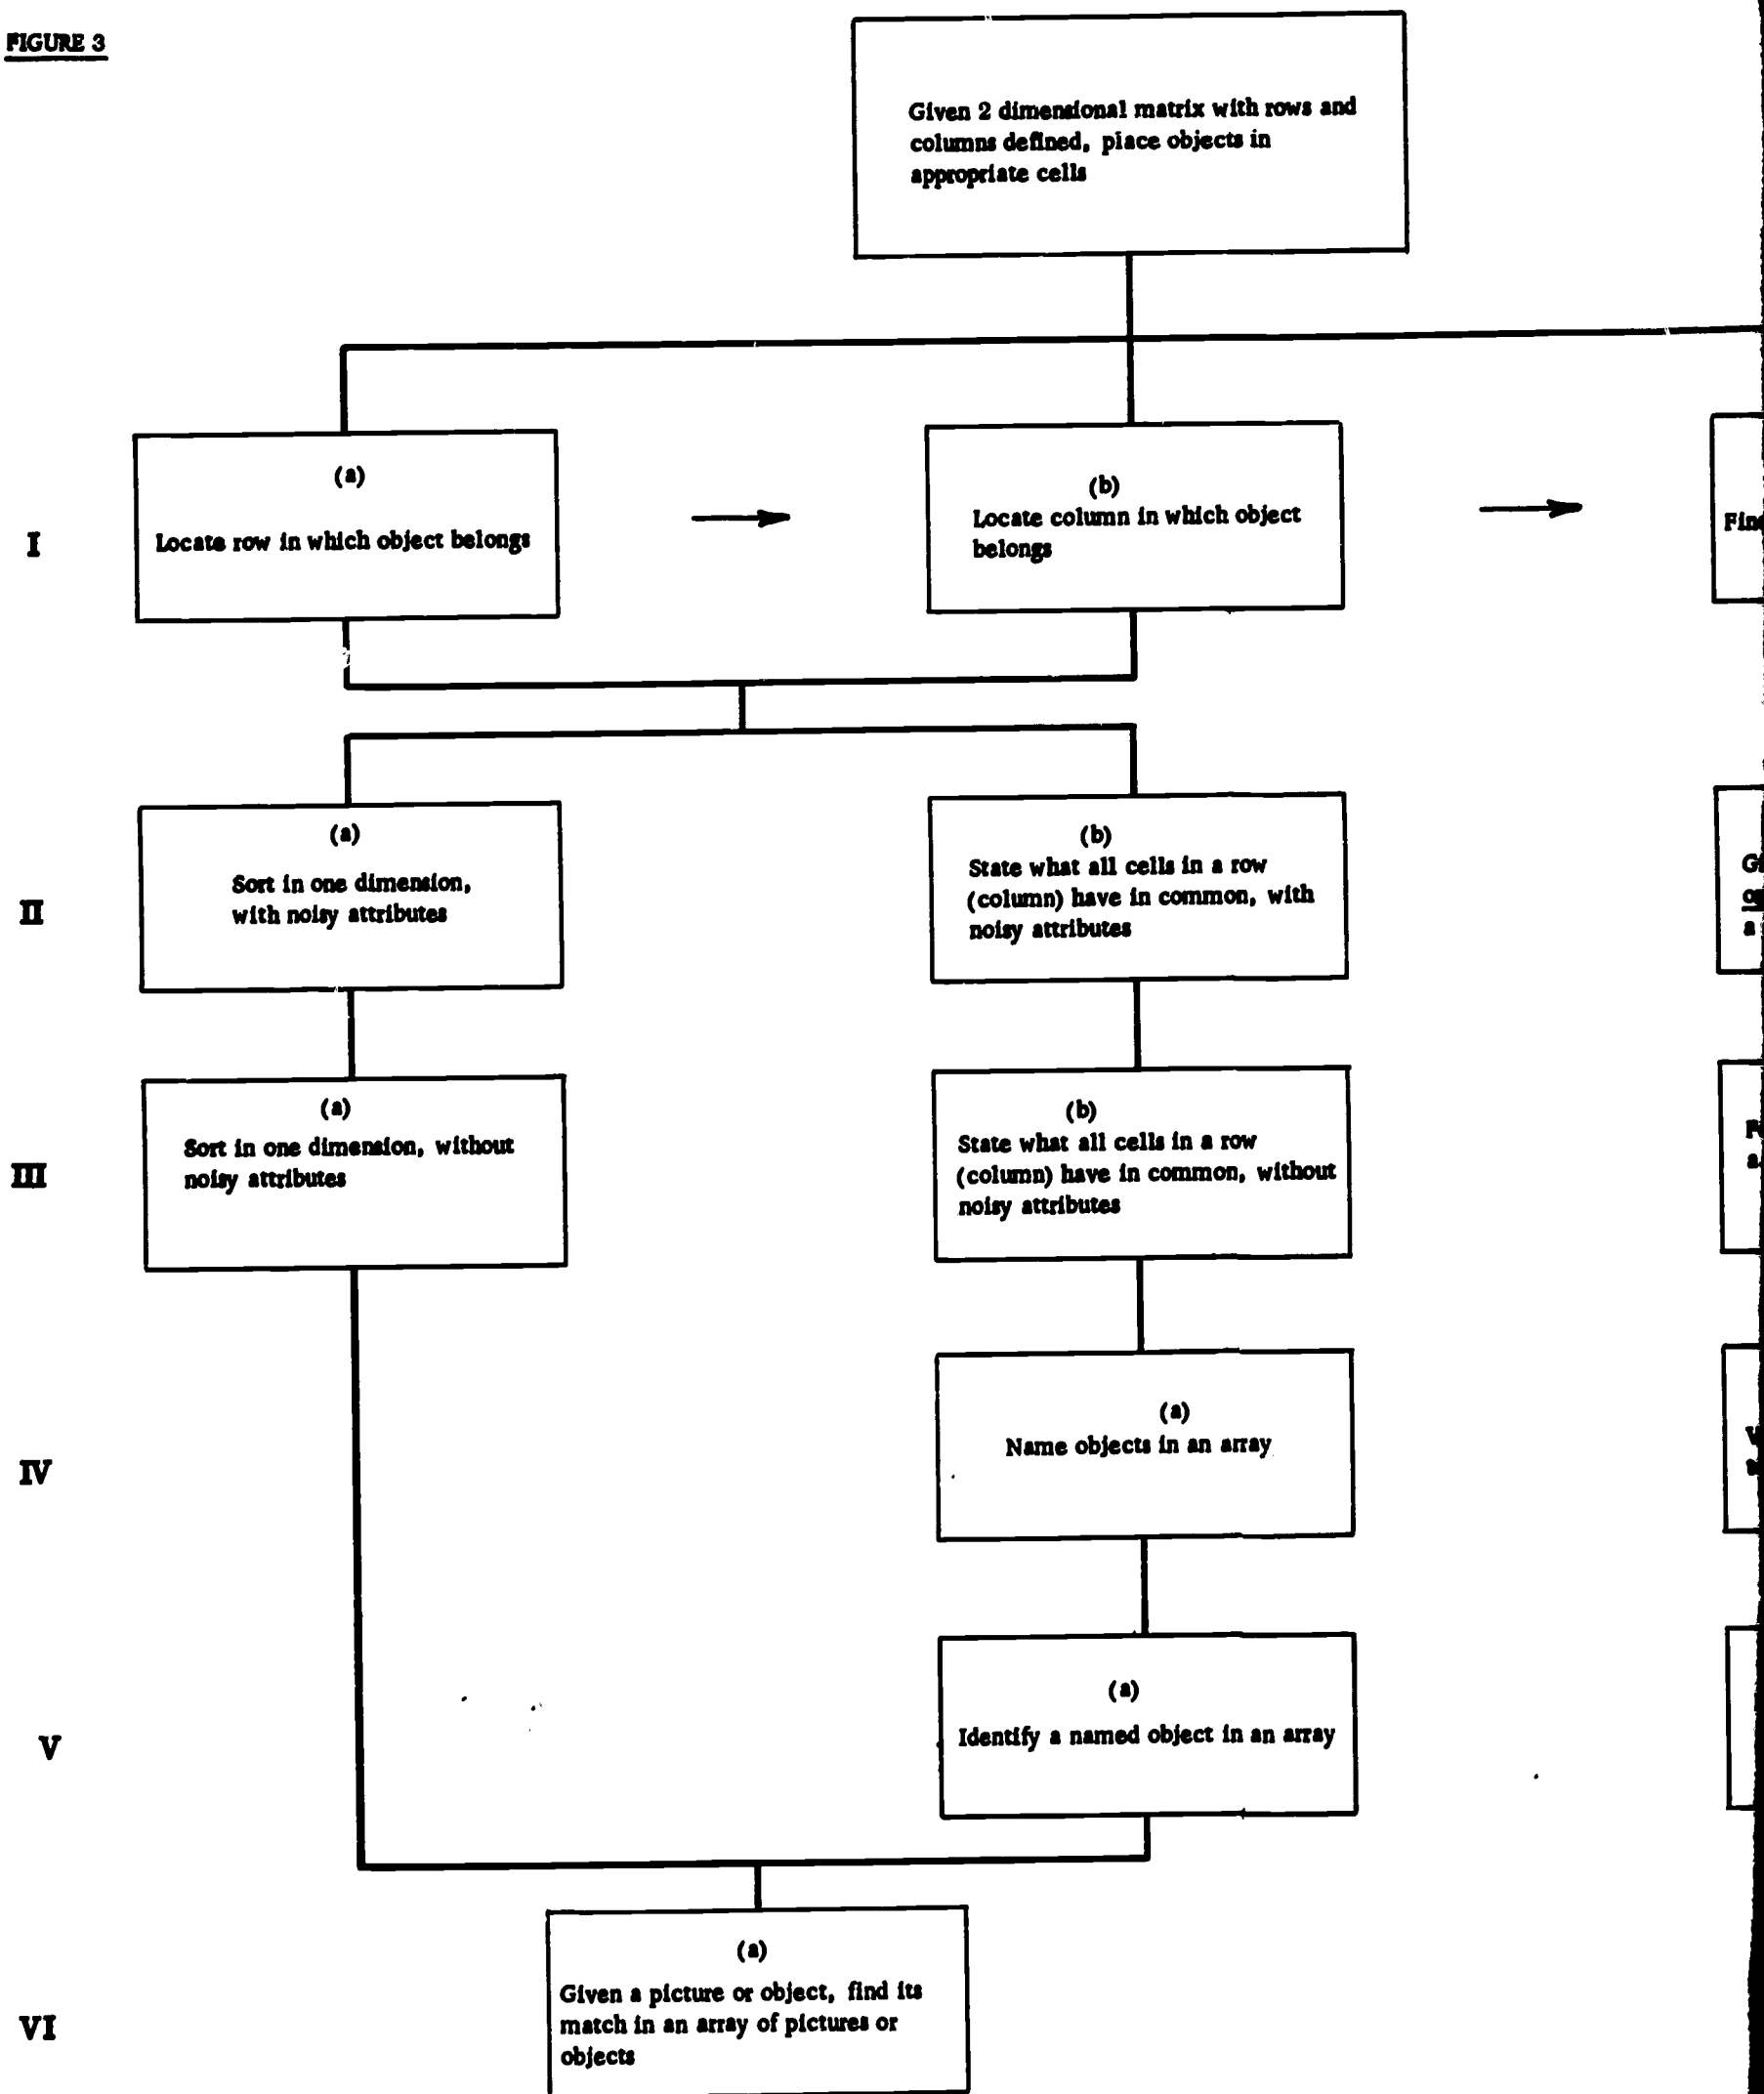 FIGURE 3
Given 2 dimensional matrix with rows and
columns defined, place objects in
appropriate cells
I
(a)
Locate row in which object belongs
(b)
Locate column in which object
belongs
II
(a)
Sort in one dimension,
with noisy attributes
(b)
State what all cells in a row
(column) have in common, with
noisy attributes
a
III
(a)
Sort in one dimension, without
noisy attributes
(b)
State what all cells in a row
(column) have in common, without
noisy attributes
IV
(a)
Name objects in an array
V
(a)
Identify a named object in an array
VI
(a)
Given a picture or object, find its
match in an array of pictures or
objects